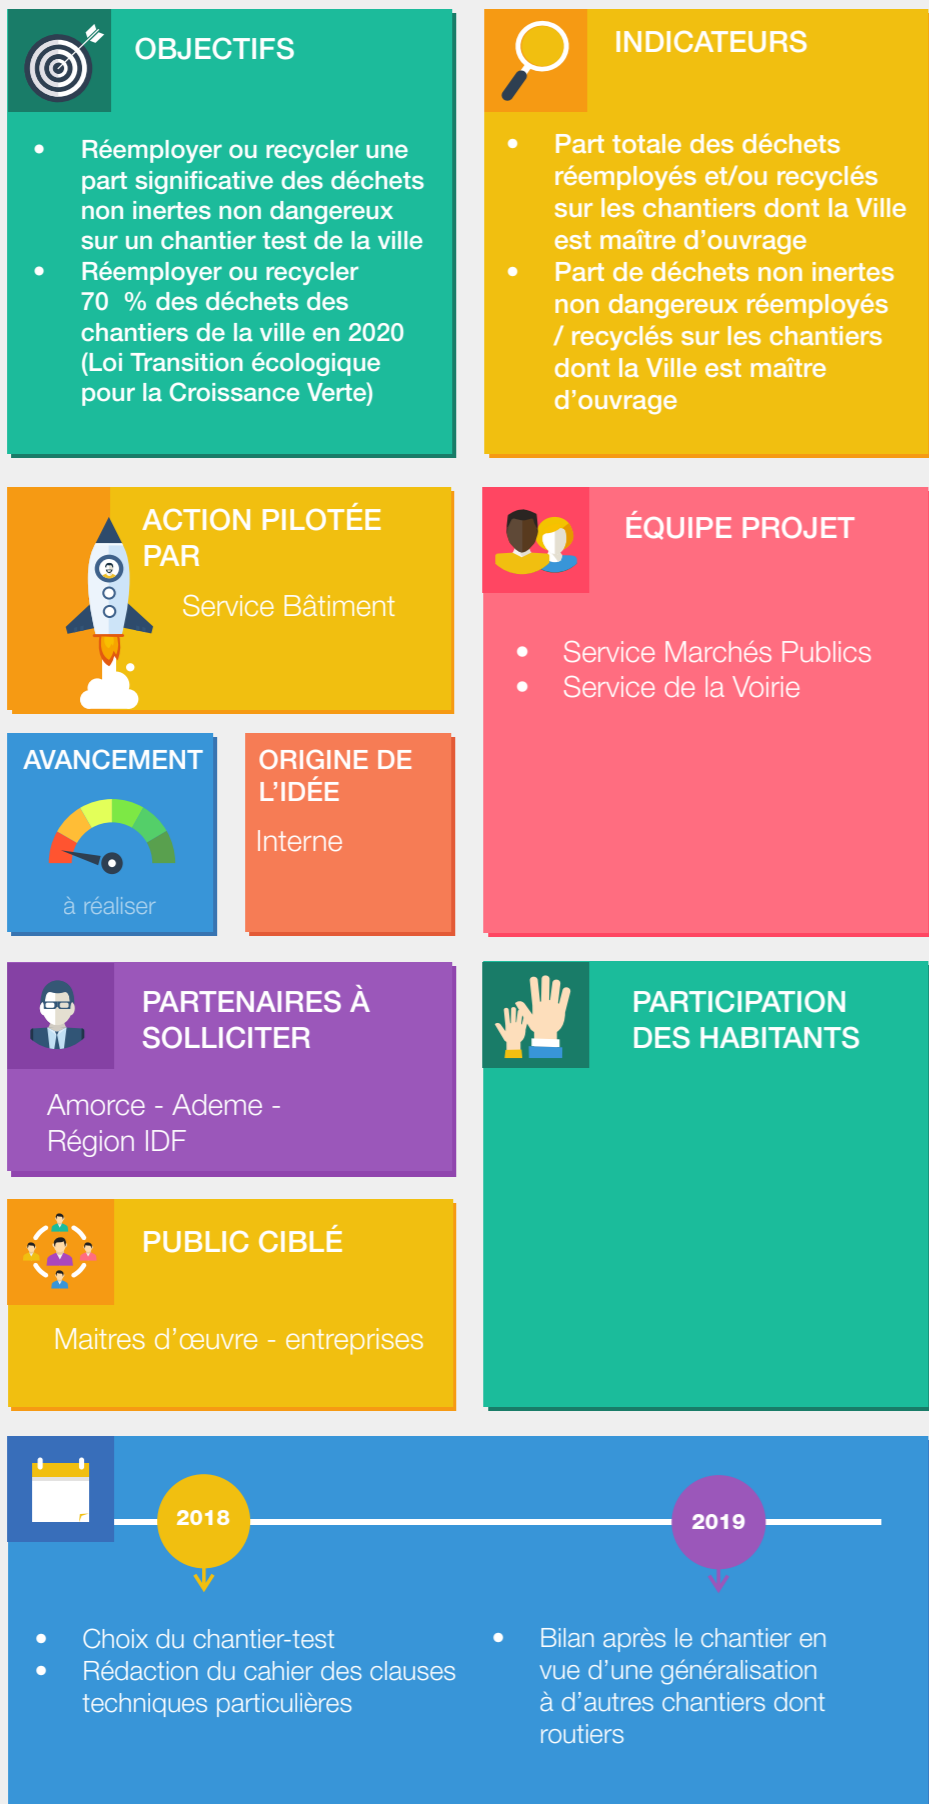 OBJECTIFS
• Réemployer ou recycler une
part significative des déchets
non inertes non dangereux
sur un chantier test de la ville
• Réemployer ou recycler
70 % des déchets des
chantiers de la ville en 2020
(Loi Transition écologique
pour la Croissance Verte)
INDICATEURS
• Part totale des déchets
réemployés et/ou recyclés
sur les chantiers dont la Ville
est maître d'ouvrage
• Part de déchets non inertes
non dangereux réemployés
/ recyclés sur les chantiers
dont la Ville est maître
d'ouvrage
ACTION PILOTÉE
PAR
Service Bâtiment
ÉQUIPE PROJET
• Service Marchés Publics
• Service de la Voirie
AVANCEMENT
à réaliser
ORIGINE DE
L'IDÉE
Interne
PARTENAIRES À
SOLLICITER
Amorce - Ademe -
Région IDF
PARTICIPATION
DES HABITANTS
PUBLIC CIBLÉ
Maitres d'œuvre - entreprises
2018
• Choix du chantier-test
• Rédaction du cahier des clauses
techniques particulières
2019
• Bilan après le chantier en
vue d'une généralisation
à d'autres chantiers dont
routiers